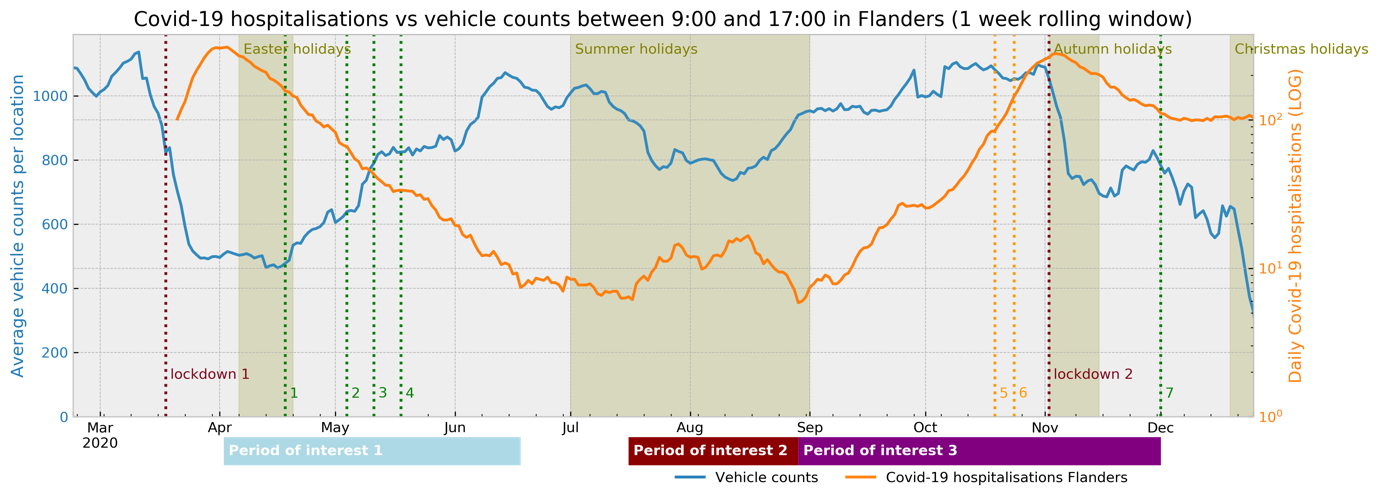 Covid-19 hospitalisations vs vehicle counts between 9:00 and 17:00 in Flanders (1 week rolling window)
Average vehicle counts per location
1000
800
600
400
200
0
Easter holidays
Summer holidays
Autumn holidays
Christmas holidays
lockdown 1
1
2
3
4
5
6
lockdown 2
7
10²
10¹
10⁰
Daily Covid-19 hospitalisations (LOG)
Mar
2020
Apr
May
Jun
Jul
Aug
Sep
Oct
Nov
Dec
Period of interest 1
Period of interest 2
Period of interest 3
Vehicle counts
Covid-19 hospitalisations Flanders